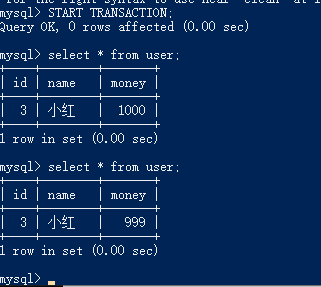 for the right syntax to use near 'clean' at l
mysql> START TRANSACTION;
Query OK, 0 rows affected (0.00 sec)
mysql> select * from user;
+----+------+-------+
| id | name | money |
+----+------+-------+
| 3 | 小红 | 1000 |
+----+------+-------+
1 row in set (0.00 sec)
mysql> select * from user;
+----+------+-------+
| id | name | money |
+----+------+-------+
| 3 | 小红 | 999 |
+----+------+-------+
1 row in set (0.00 sec)
mysql>